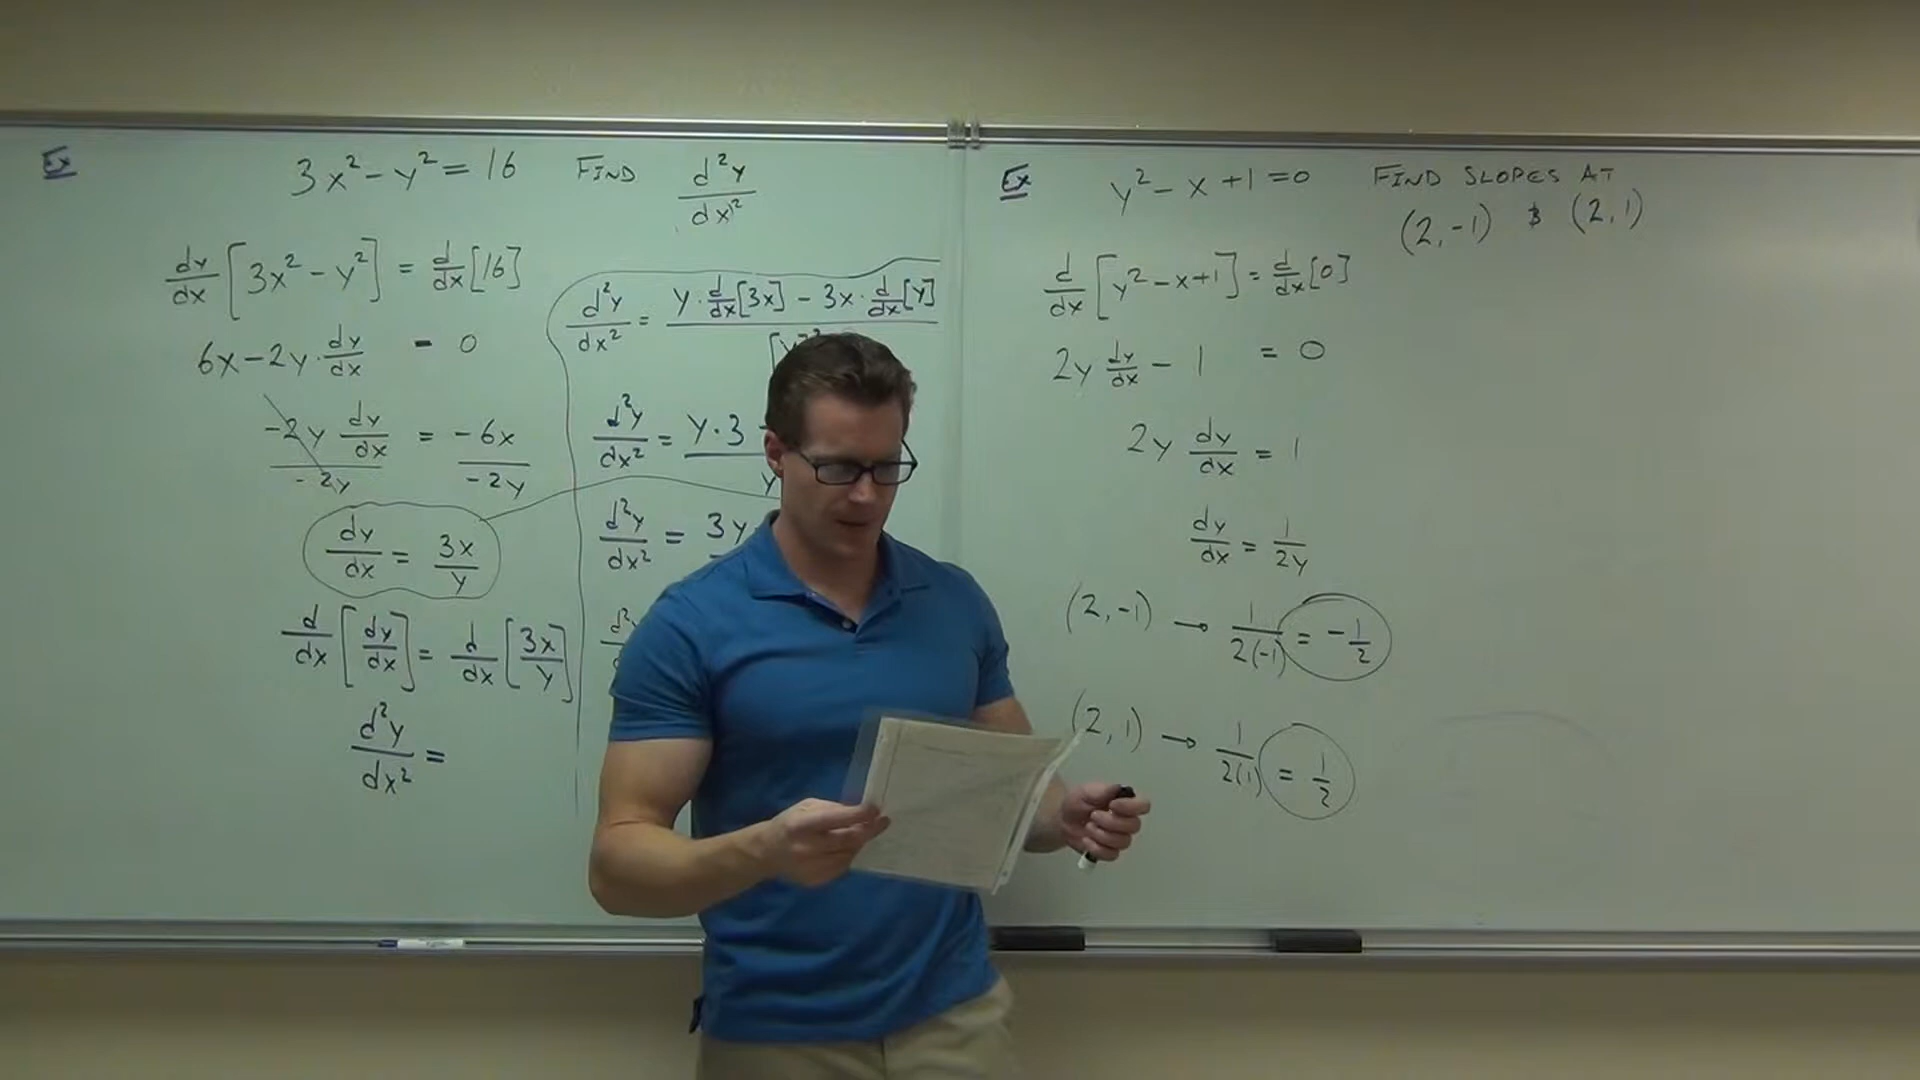 Ex 3x² - y² = 16 FIND d²y/dx²
dy/dx [3x² - y²] = d/dx [16]
6x - 2y · dy/dx - 0
-2y dy/dx / -2y = -6x / -2y
dy/dx = 3x/y
d/dx [dy/dx] = d/dx [3x/y]
d²y/dx² =
d²y/dx² = y · d/dx[3x] - 3x · d/dx[y]
d²y/dx² = y · 3
y
d²y/dx² = 3y
d²y
Ex y² - x + 1 = 0 FIND SLOPES AT
(2, -1) & (2, 1)
d/dx [y² - x + 1] = d/dx [0]
2y dy/dx - 1 = 0
2y dy/dx = 1
dy/dx = 1/2y
(2, -1) → 1/2(-1) = -1/2
(2, 1) → 1/2(1) = 1/2